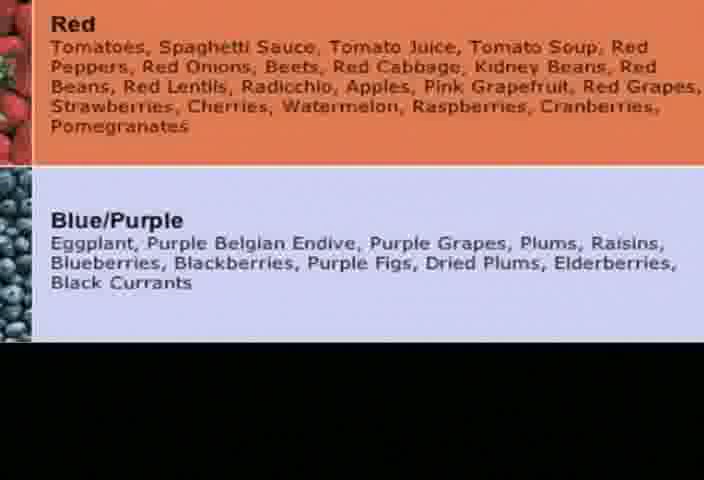 Red
Tomatoes, Spaghetti Sauce, Tomato Juice, Tomato Soup, Red
Peppers, Red Onions, Beets, Red Cabbage, Kidney Beans, Red
Beans, Red Lentils, Radicchio, Apples, Pink Grapefruit, Red Grapes,
Strawberries, Cherries, Watermelon, Raspberries, Cranberries,
Pomegranates
Blue/Purple
Eggplant, Purple Belgian Endive, Purple Grapes, Plums, Raisins,
Blueberries, Blackberries, Purple Figs, Dried Plums, Elderberries,
Black Currants